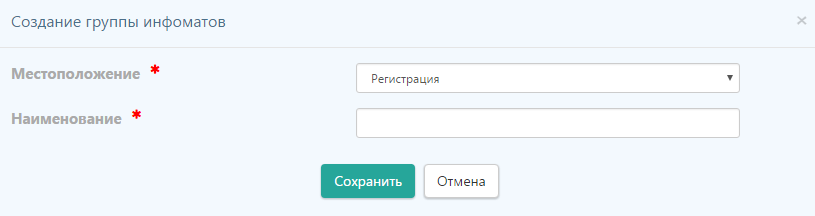 Создание группы инфоматов ×
Местоположение * Регистрация
Наименование *
Сохранить Отмена